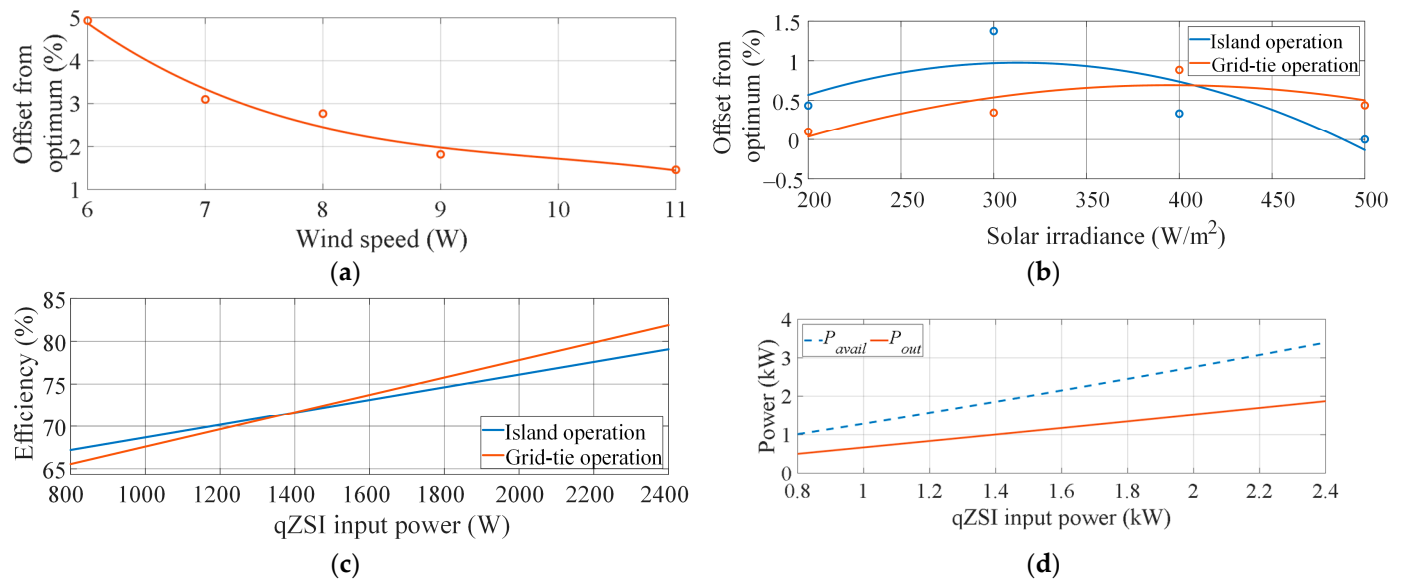 5
4
3
2
1
Offset from
optimum (%)
6 7 8 9 10 11
Wind speed (W)
(a)
1.5
1
0.5
0
−0.5
Offset from
optimum (%)
Island operation
Grid-tie operation
200 250 300 350 400 450 500
Solar irradiance (W/m²)
(b)
85
80
75
70
65
Efficiency (%)
Island operation
Grid-tie operation
800 1000 1200 1400 1600 1800 2000 2200 2400
qZSI input power (W)
(c)
4
3
2
1
0
Power (kW)
Pavail Pout
0.8 1 1.2 1.4 1.6 1.8 2 2.2 2.4
qZSI input power (kW)
(d)